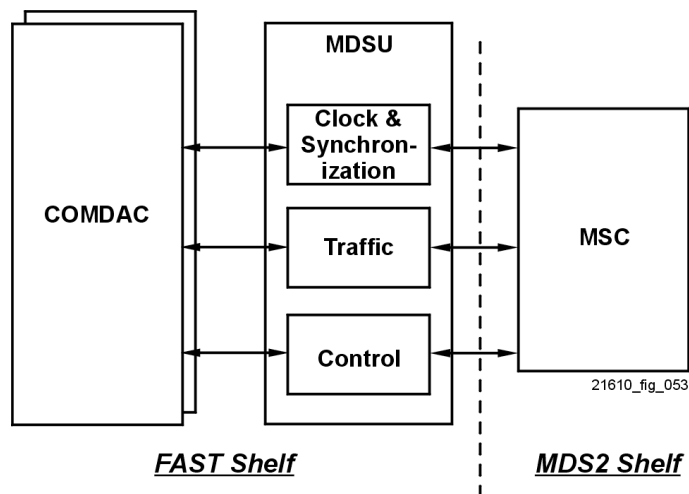 MDSU
Clock &
Synchron-
ization
COMDAC
Traffic
MSC
Control
21610_fig_053
FAST Shelf
MDS2 Shelf